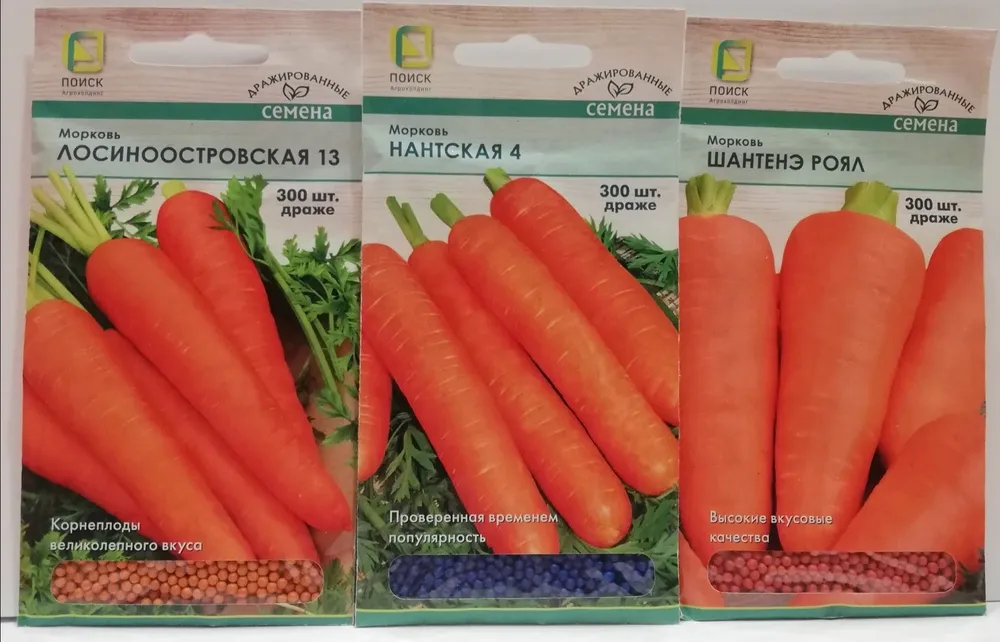 ПОИСК
Агрохолдинг
ДРАЖИРОВАННЫЕ
семена
Морковь
ЛОСИНООСТРОВСКАЯ 13
300 шт.
драже
Корнеплоды
великолепного вкуса
ПОИСК
Агрохолдинг
ДРАЖИРОВАННЫЕ
семена
Морковь
НАНТСКАЯ 4
300 шт.
драже
Проверенная временем
популярность
ПОИСК
Агрохолдинг
ДРАЖИРОВАННЫЕ
семена
Морковь
ШАНТЕНЭ РОЯЛ
300 шт.
драже
Высокие вкусовые
качества